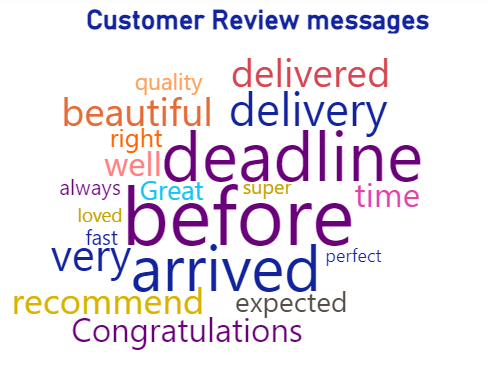 Customer Review messages
quality delivered
beautiful delivery
right
well deadline
always Great super time
loved before
fast
very arrived perfect
recommend expected
Congratulations